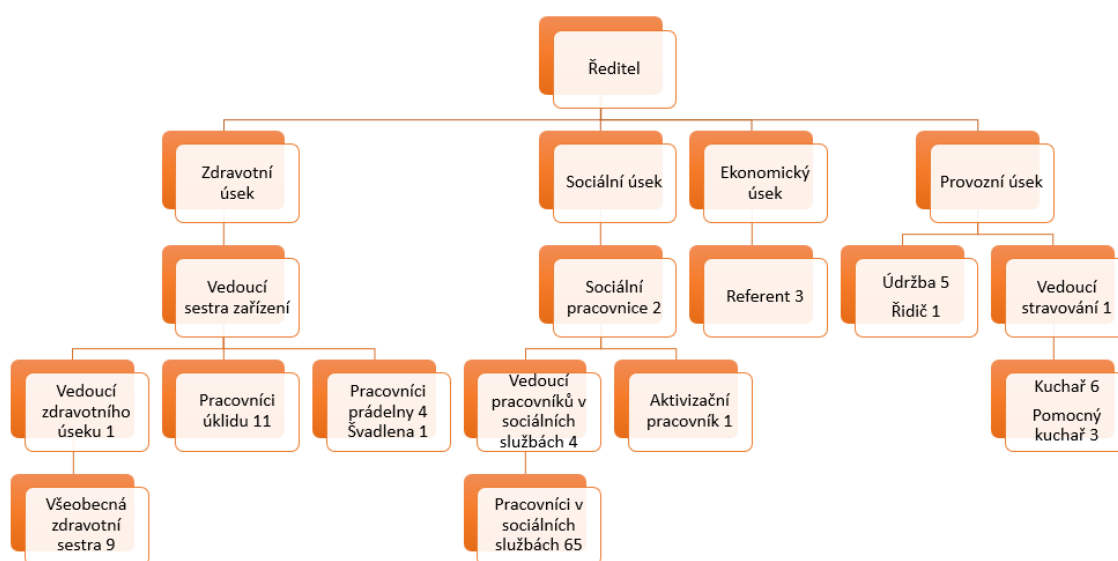 Ředitel
Zdravotní
úsek
Sociální úsek
Ekonomický
úsek
Provozní úsek
Vedoucí
sestra zařízení
Sociální
pracovnice 2
Referent 3
Údržba 5
Řidič 1
Vedoucí
stravování 1
Vedoucí
zdravotního
úseku 1
Pracovníci
úklidu 11
Pracovníci
prádelny 4
Švadlena 1
Vedoucí
pracovníků v
sociálních
službách 4
Aktivizační
pracovník 1
Kuchař 6
Pomocný
kuchař 3
Všeobecná
zdravotní
sestra 9
Pracovníci v
sociálních
službách 65